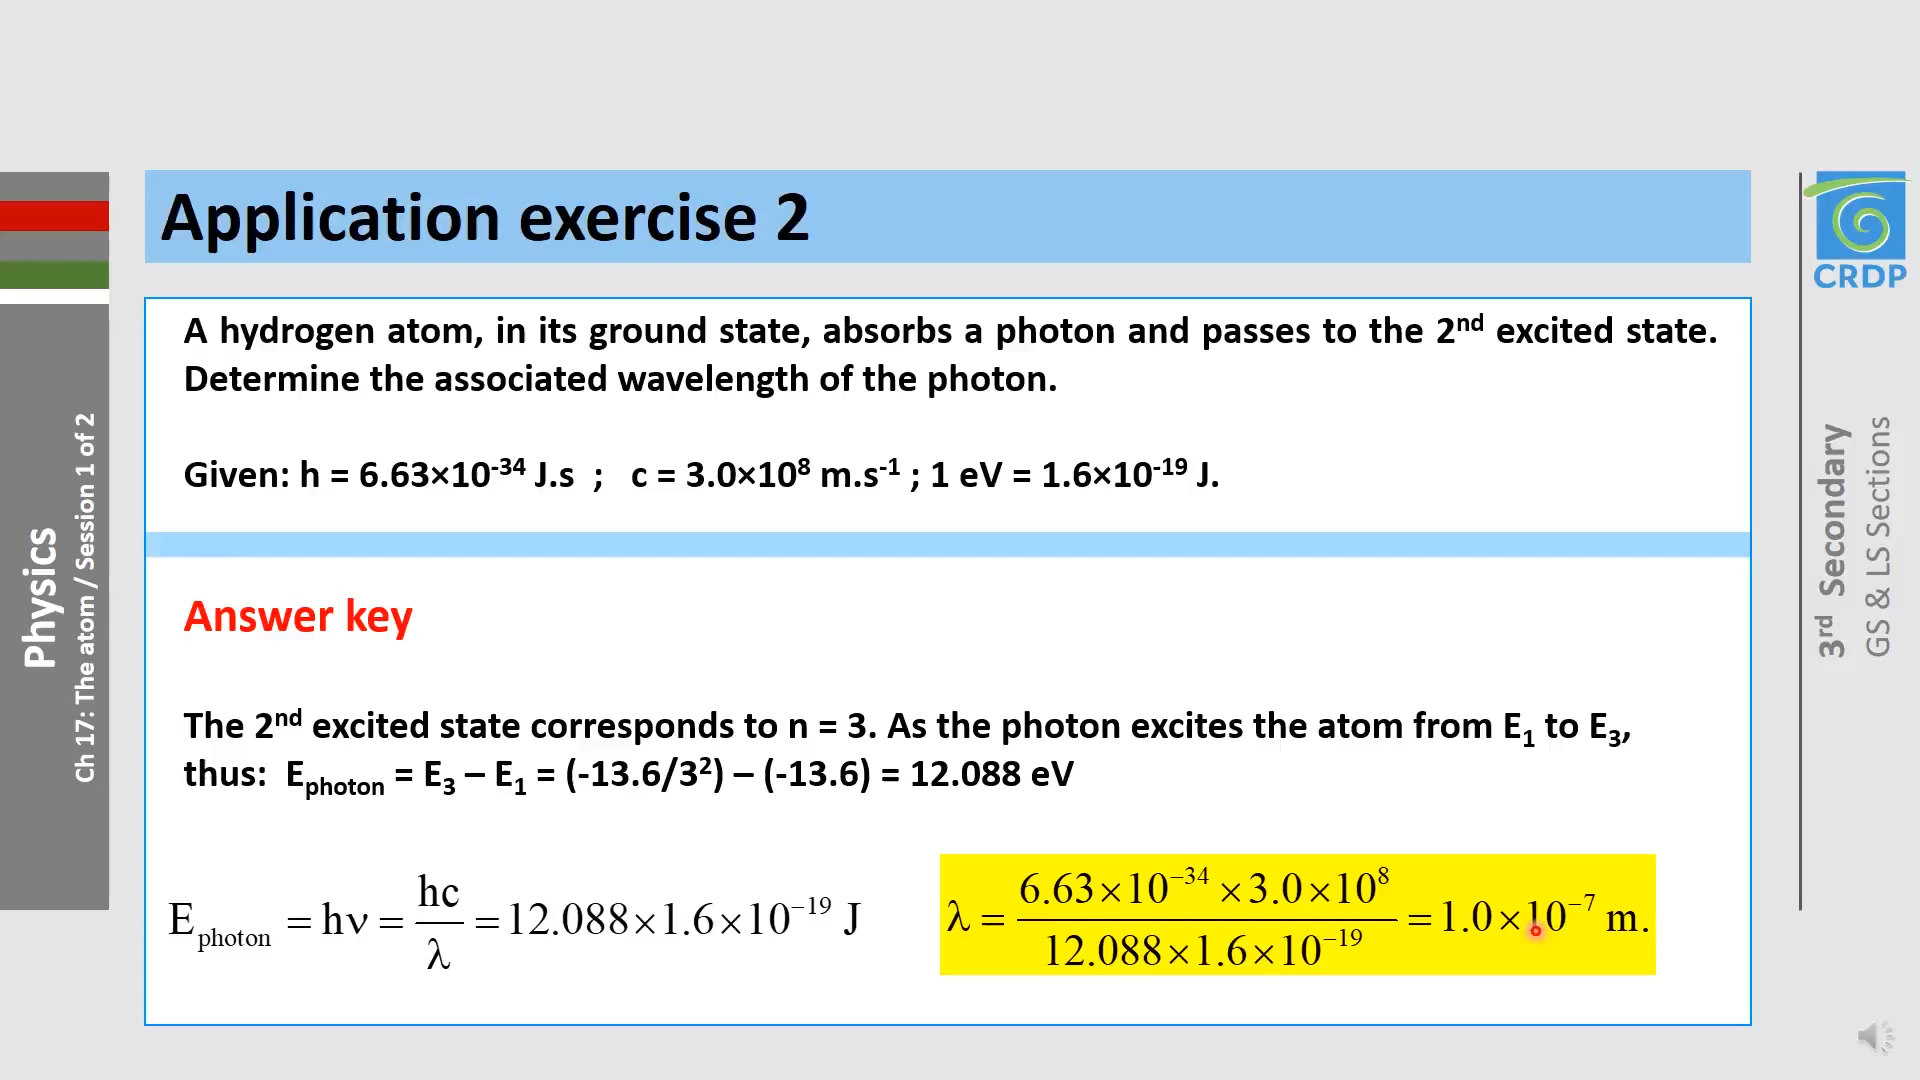 Application exercise 2
A hydrogen atom, in its ground state, absorbs a photon and passes to the 2nd excited state.
Determine the associated wavelength of the photon.
Given: h = 6.63×10⁻³⁴ J.s ; c = 3.0×10⁸ m.s⁻¹ ; 1 eV = 1.6×10⁻¹⁹ J.
Answer key
The 2nd excited state corresponds to n = 3. As the photon excites the atom from E₁ to E₃,
thus: Ephoton = E₃ – E₁ = (-13.6/3²) – (-13.6) = 12.088 eV
Ephoton = hν = hc/λ = 12.088×1.6×10⁻¹⁹ J
λ = 6.63×10⁻³⁴ ×3.0×10⁸ / 12.088×1.6×10⁻¹⁹ = 1.0×10⁻⁷ m.
Physics
Ch 17: The atom / Session 1 of 2
CRDP
3rd Secondary
GS & LS Sections